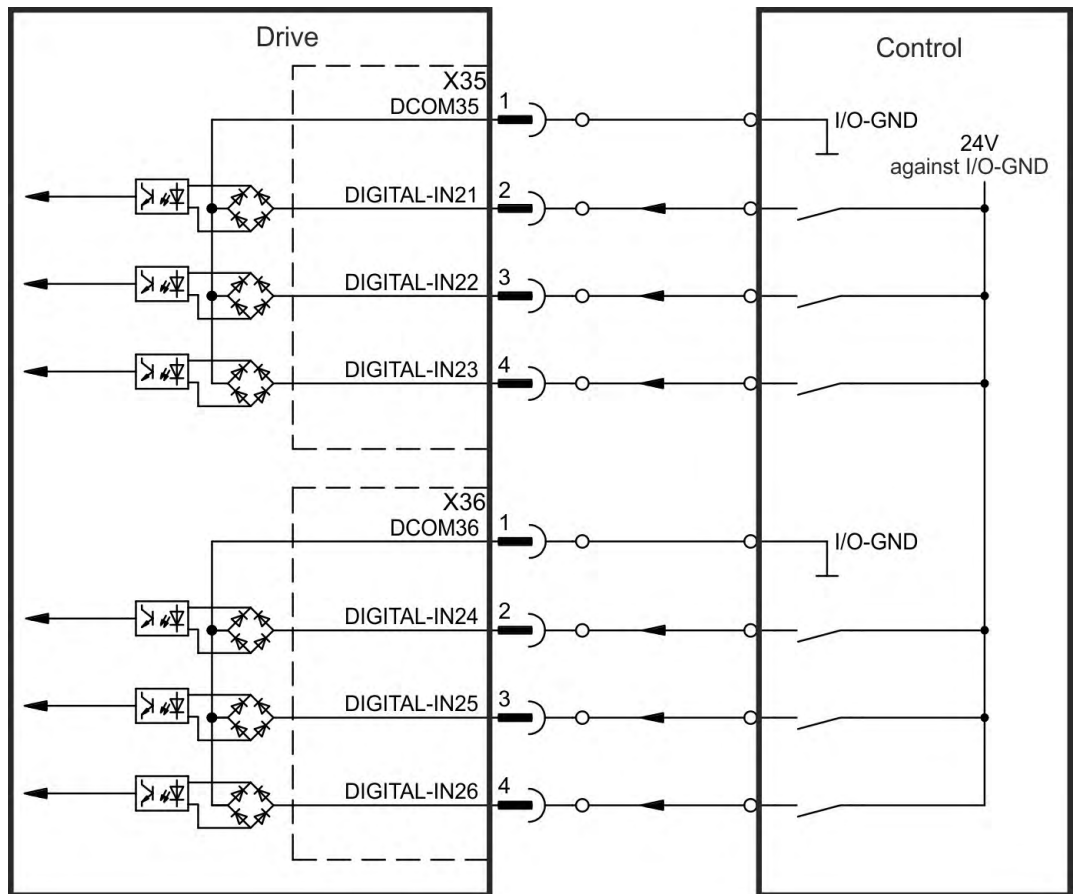 Drive
Control
X35
DCOM35
1
I/O-GND
24V
against I/O-GND
DIGITAL-IN21
2
DIGITAL-IN22
3
DIGITAL-IN23
4
X36
DCOM36
1
I/O-GND
DIGITAL-IN24
2
DIGITAL-IN25
3
DIGITAL-IN26
4